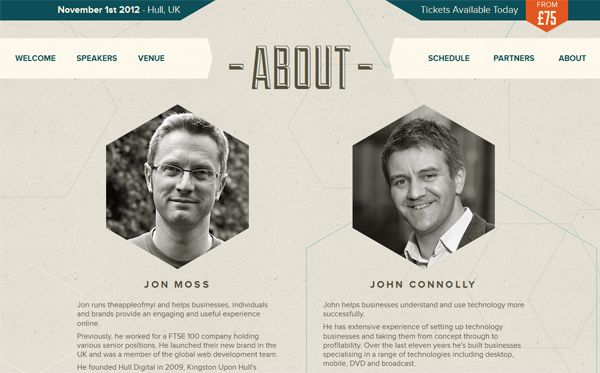 November 1st 2012 - Hull, UK
Tickets Available Today
FROM
£75
WELCOME
SPEAKERS
VENUE
-ABOUT-
SCHEDULE
PARTNERS
ABOUT
JON MOSS
Jon runs theappleofmyi and helps businesses, individuals
and brands provide an engaging and useful experience
online.
Previously, he worked for a FTSE 100 company holding
various senior positions. He launched their new brand in the
UK and was a member of the global web development team.
He founded Hull Digital in 2009, Kingston Upon Hull's
JOHN CONNOLLY
John helps businesses understand and use technology more
successfully.
He has extensive experience of setting up technology
businesses and taking them from concept through to
profitability. Over the last eleven years he's built businesses
specialising in a range of technologies including desktop,
mobile, DVD and broadcast.